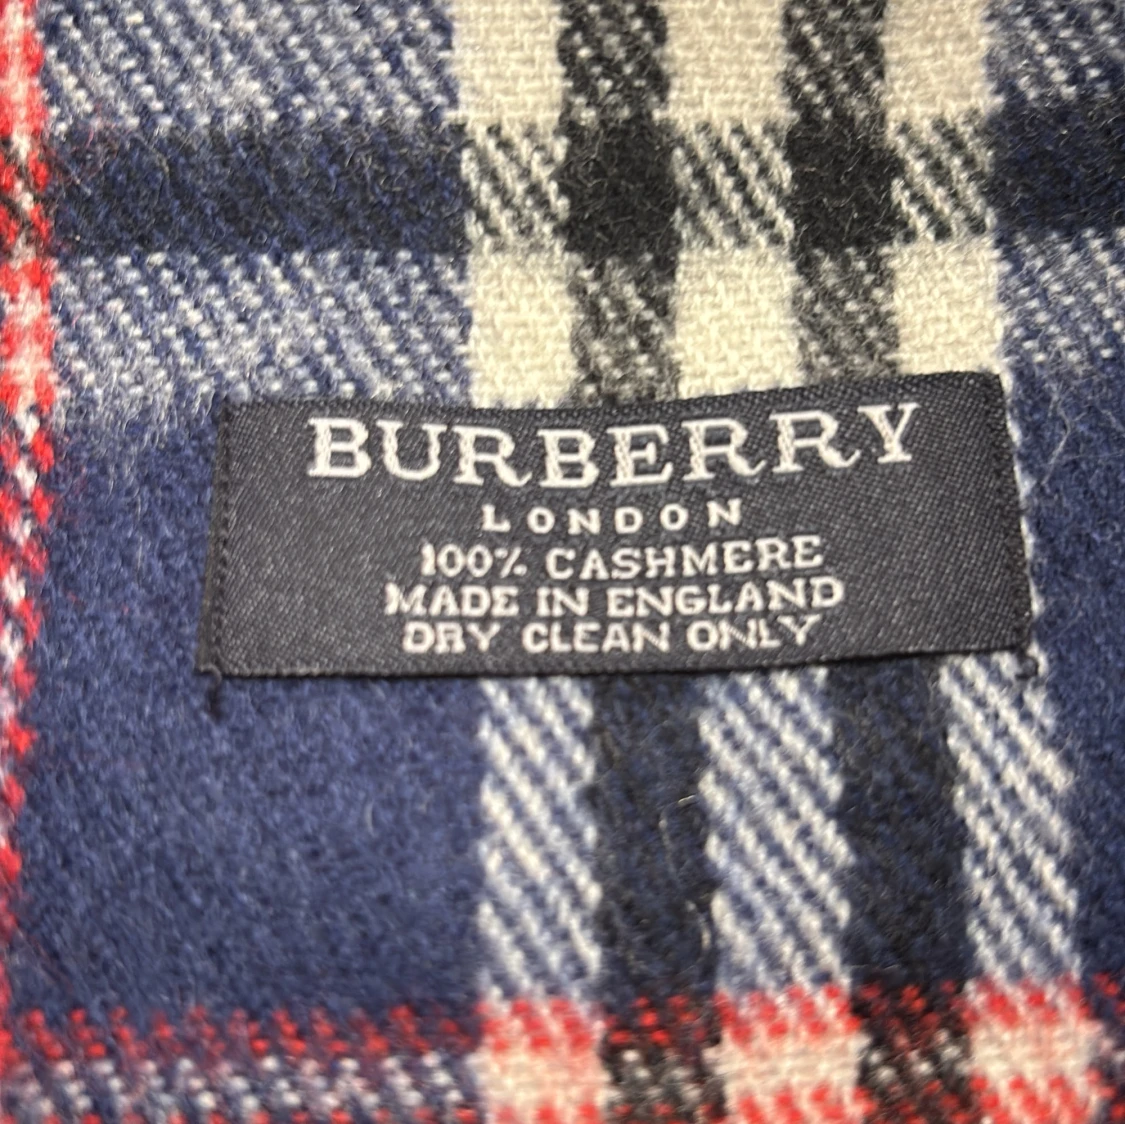 BURBERRY
LONDON
100% CASHMERE
MADE IN ENGLAND
DRY CLEAN ONLY